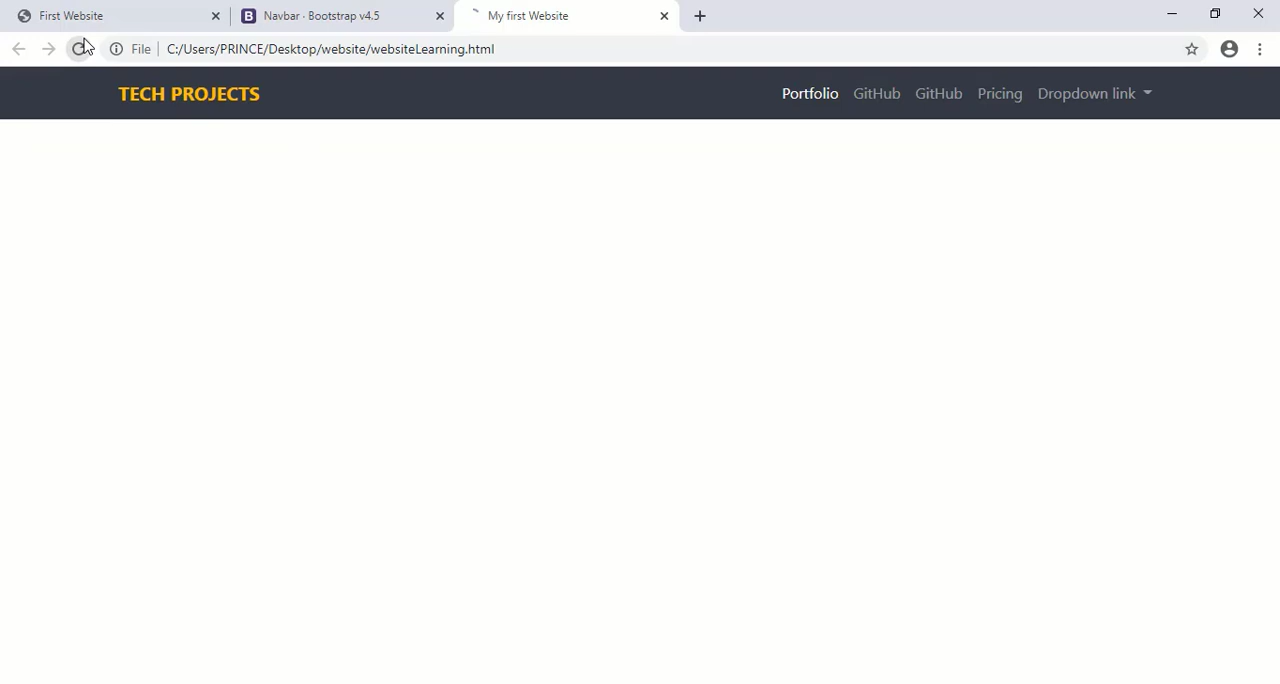 First Website
Navbar · Bootstrap v4.5
My first Website
File
C:/Users/PRINCE/Desktop/website/websiteLearning.html
TECH PROJECTS
Portfolio GitHub GitHub Pricing Dropdown link